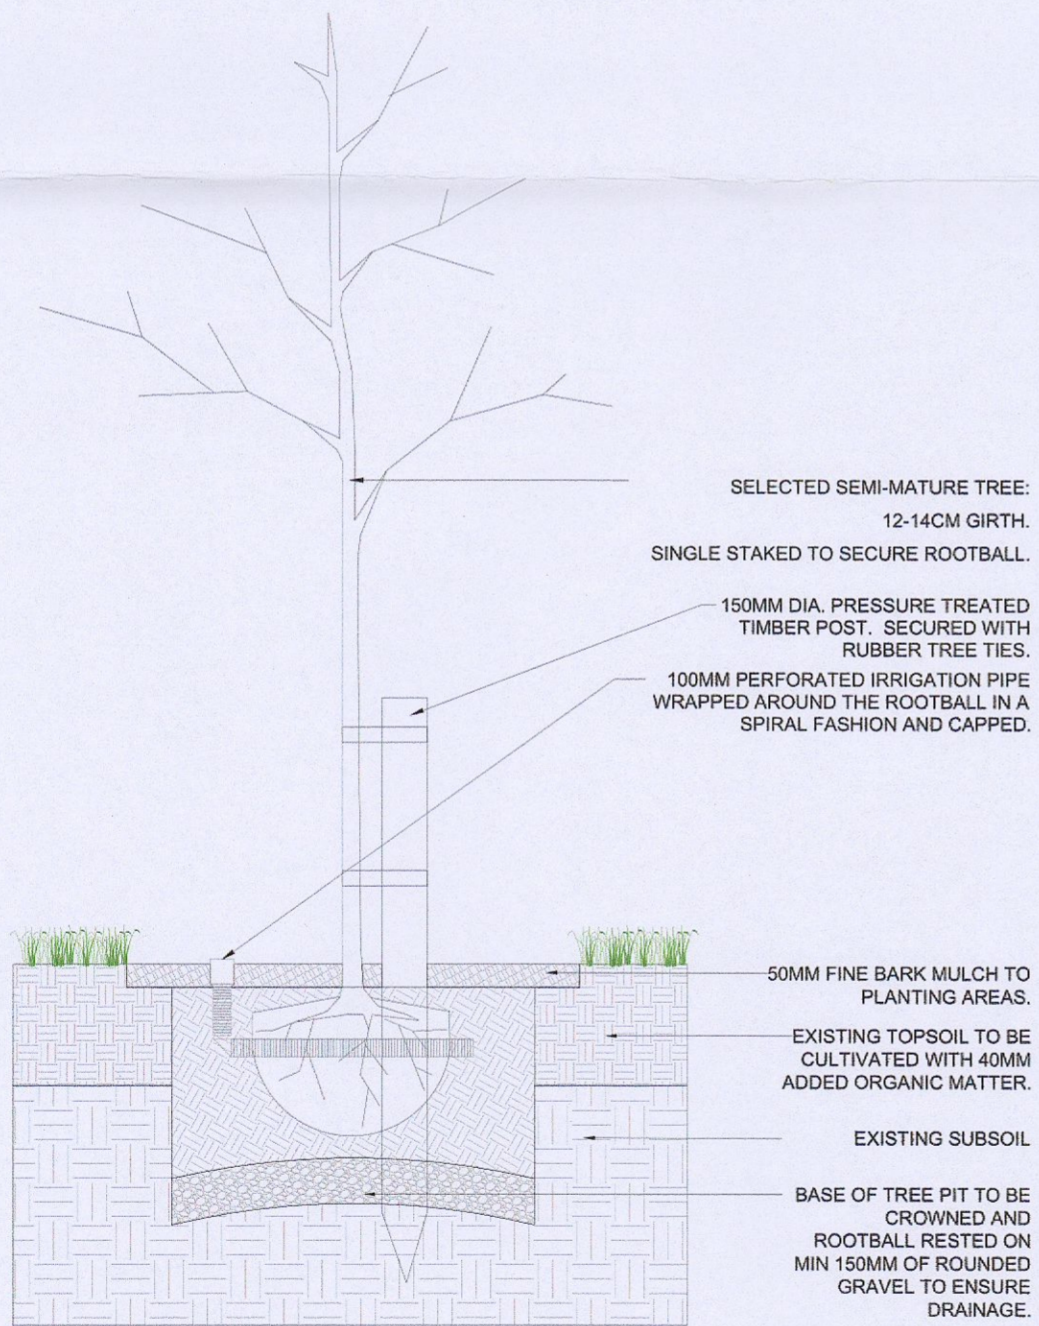 SELECTED SEMI-MATURE TREE:
12-14CM GIRTH.
SINGLE STAKED TO SECURE ROOTBALL.
150MM DIA. PRESSURE TREATED
TIMBER POST. SECURED WITH
RUBBER TREE TIES.
100MM PERFORATED IRRIGATION PIPE
WRAPPED AROUND THE ROOTBALL IN A
SPIRAL FASHION AND CAPPED.
50MM FINE BARK MULCH TO
PLANTING AREAS.
EXISTING TOPSOIL TO BE
CULTIVATED WITH 40MM
ADDED ORGANIC MATTER.
EXISTING SUBSOIL
BASE OF TREE PIT TO BE
CROWNED AND
ROOTBALL RESTED ON
MIN 150MM OF ROUNDED
GRAVEL TO ENSURE
DRAINAGE.